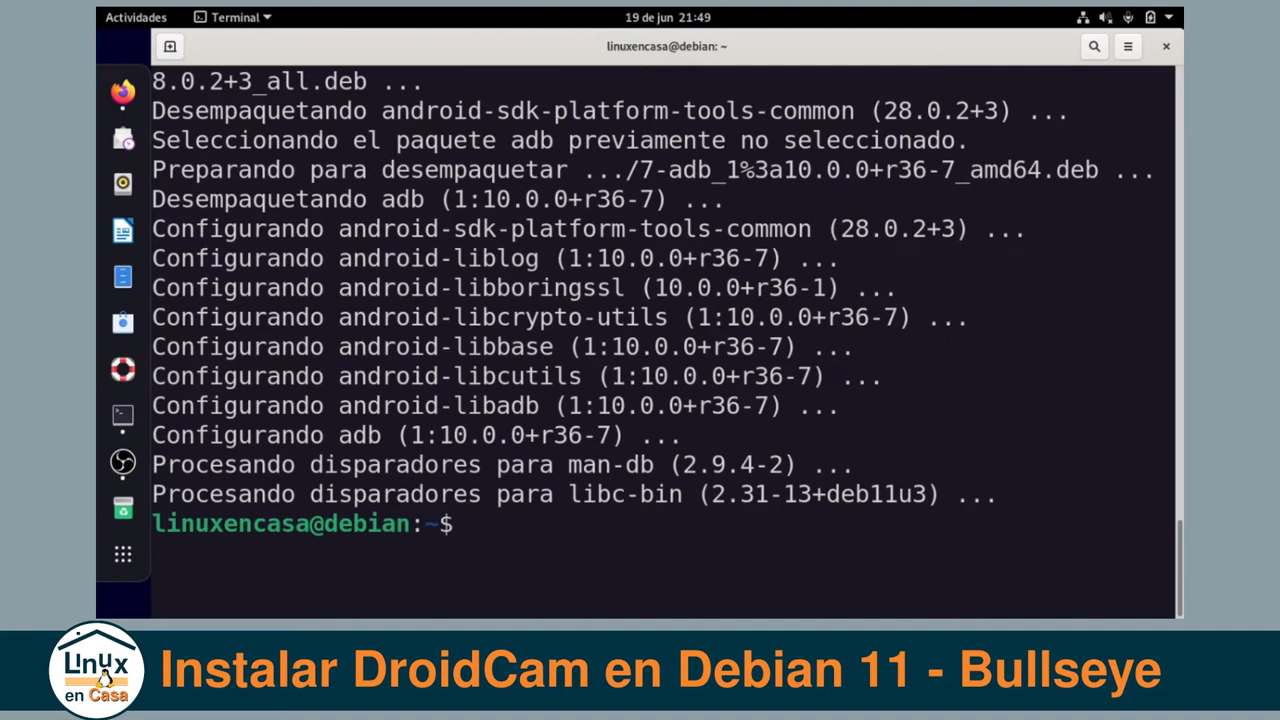 Actividades
Terminal
19 de jun 21:49
linuxencasa@debian: ~
8.0.2+3_all.deb ...
Desempaquetando android-sdk-platform-tools-common (28.0.2+3) ...
Seleccionando el paquete adb previamente no seleccionado.
Preparando para desempaquetar .../7-adb_1%3a10.0.0+r36-7_amd64.deb ...
Desempaquetando adb (1:10.0.0+r36-7) ...
Configurando android-sdk-platform-tools-common (28.0.2+3) ...
Configurando android-liblog (1:10.0.0+r36-7) ...
Configurando android-libboringssl (10.0.0+r36-1) ...
Configurando android-libcrypto-utils (1:10.0.0+r36-7) ...
Configurando android-libbase (1:10.0.0+r36-7) ...
Configurando android-libcutils (1:10.0.0+r36-7) ...
Configurando android-libadb (1:10.0.0+r36-7) ...
Configurando adb (1:10.0.0+r36-7) ...
Procesando disparadores para man-db (2.9.4-2) ...
Procesando disparadores para libc-bin (2.31-13+deb11u3) ...
linuxencasa@debian:~$
Linux
en Casa
Instalar DroidCam en Debian 11 - Bullseye